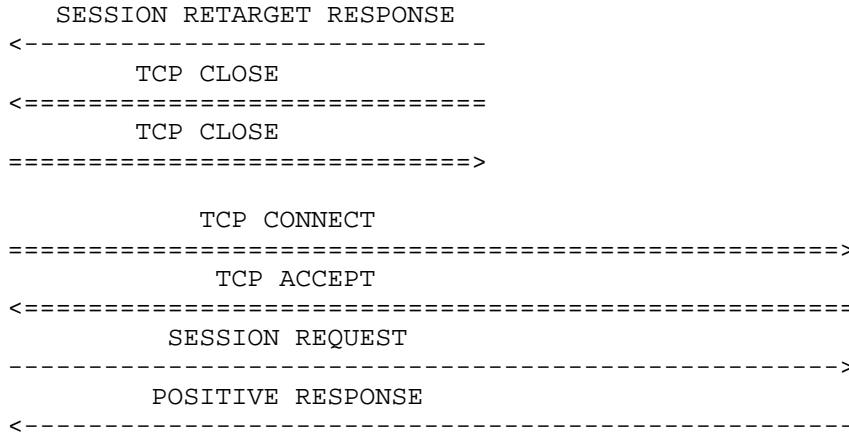 SESSION RETARGET RESPONSE
<-----------------------------
TCP CLOSE
<=============================
TCP CLOSE
=============================>
TCP CONNECT
====================================================>
TCP ACCEPT
<====================================================
SESSION REQUEST
---------------------------------------------------->
POSITIVE RESPONSE
<----------------------------------------------------